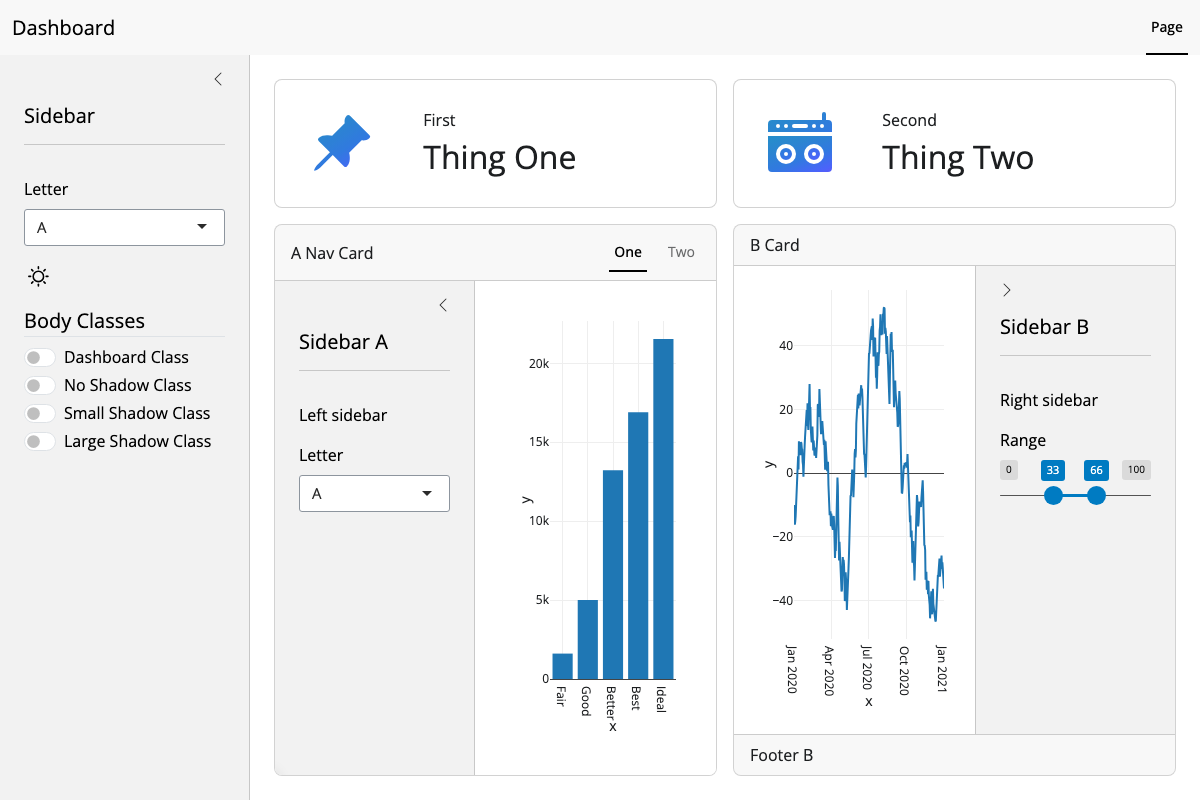 Dashboard
Page
Sidebar
Letter
A
Body Classes
Dashboard Class
No Shadow Class
Small Shadow Class
Large Shadow Class
First
Thing One
Second
Thing Two
A Nav Card
One
Two
Sidebar A
Left sidebar
Letter
A
20k
15k
10k
5k
0
y
Fair
Good
Better
Best
Ideal
x
B Card
40
20
0
−20
−40
y
Jan 2020
Apr 2020
Jul 2020
Oct 2020
Jan 2021
x
Sidebar B
Right sidebar
Range
0
33
66
100
Footer B